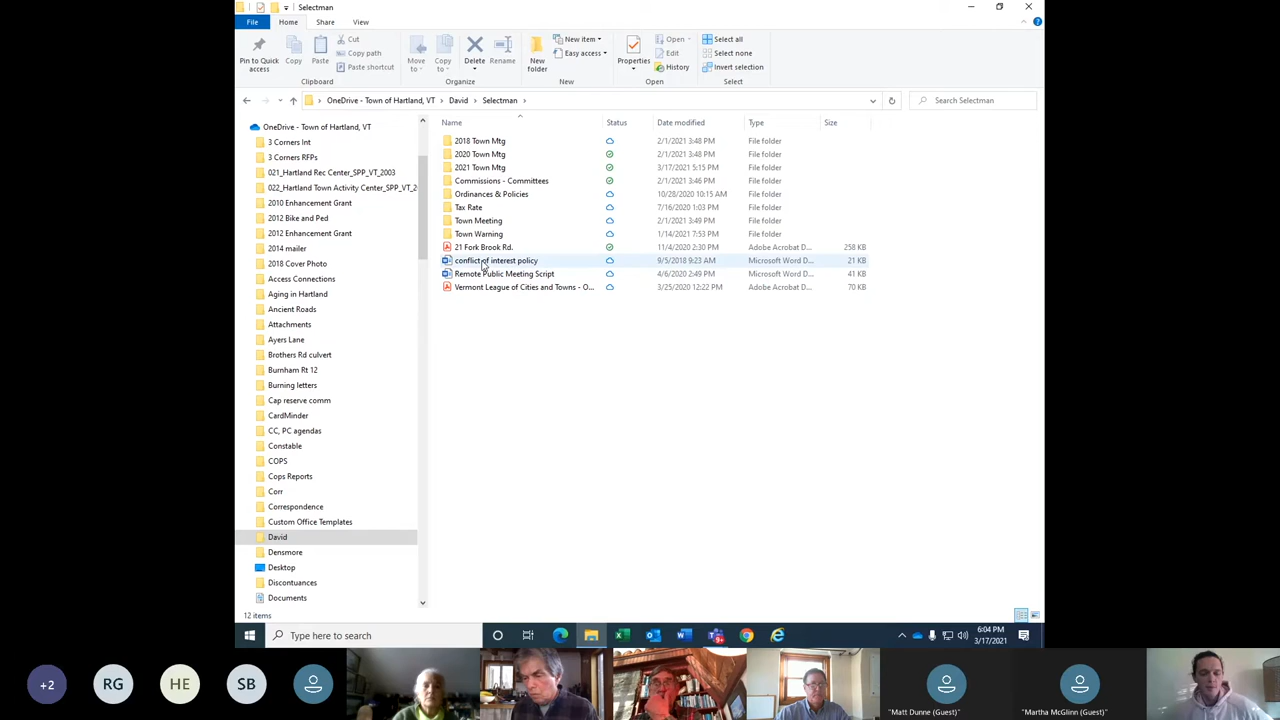 Selectman
File Home Share View
Pin to Quick access
Copy
Paste
Cut
Copy path
Paste shortcut
Clipboard
Move to
Copy to
Delete
Rename
Organize
New folder
New item
Easy access
New
Properties
Open
Edit
History
Open
Select all
Select none
Invert selection
Select
OneDrive - Town of Hartland, VT > David > Selectman >
Search Selectman
OneDrive - Town of Hartland, VT
3 Corners Int
3 Corners RFPs
021_Hartland Rec Center_SPP_VT_2003
022_Hartland Town Activity Center_SPP_VT_2
2010 Enhancement Grant
2012 Bike and Ped
2012 Enhancement Grant
2014 mailer
2018 Cover Photo
Access Connections
Aging in Hartland
Ancient Roads
Attachments
Ayers Lane
Brothers Rd culvert
Burnham Rt 12
Burning letters
Cap reserve comm
CardMinder
CC, PC agendas
Constable
COPS
Cops Reports
Corr
Correspondence
Custom Office Templates
David
Densmore
Desktop
Discontuances
Documents
Name Status Date modified Type Size
2018 Town Mtg 2/1/2021 3:48 PM File folder
2020 Town Mtg 2/1/2021 3:48 PM File folder
2021 Town Mtg 3/17/2021 5:15 PM File folder
Commissions - Committees 2/1/2021 3:46 PM File folder
Ordinances & Policies 10/28/2020 10:15 AM File folder
Tax Rate 7/16/2020 1:03 PM File folder
Town Meeting 2/1/2021 3:49 PM File folder
Town Warning 1/14/2021 7:53 PM File folder
21 Fork Brook Rd. 11/4/2020 2:30 PM Adobe Acrobat D... 258 KB
conflict of interest policy 9/5/2018 9:23 AM Microsoft Word D... 21 KB
Remote Public Meeting Script 4/6/2020 2:49 PM Microsoft Word D... 41 KB
Vermont League of Cities and Towns - O... 3/25/2020 12:22 PM Adobe Acrobat D... 70 KB
12 items
Type here to search
6:04 PM
3/17/2021
+2
RG
HE
SB
"Matt Dunne" (Guest)"
"Martha McGlinn (Guest)"